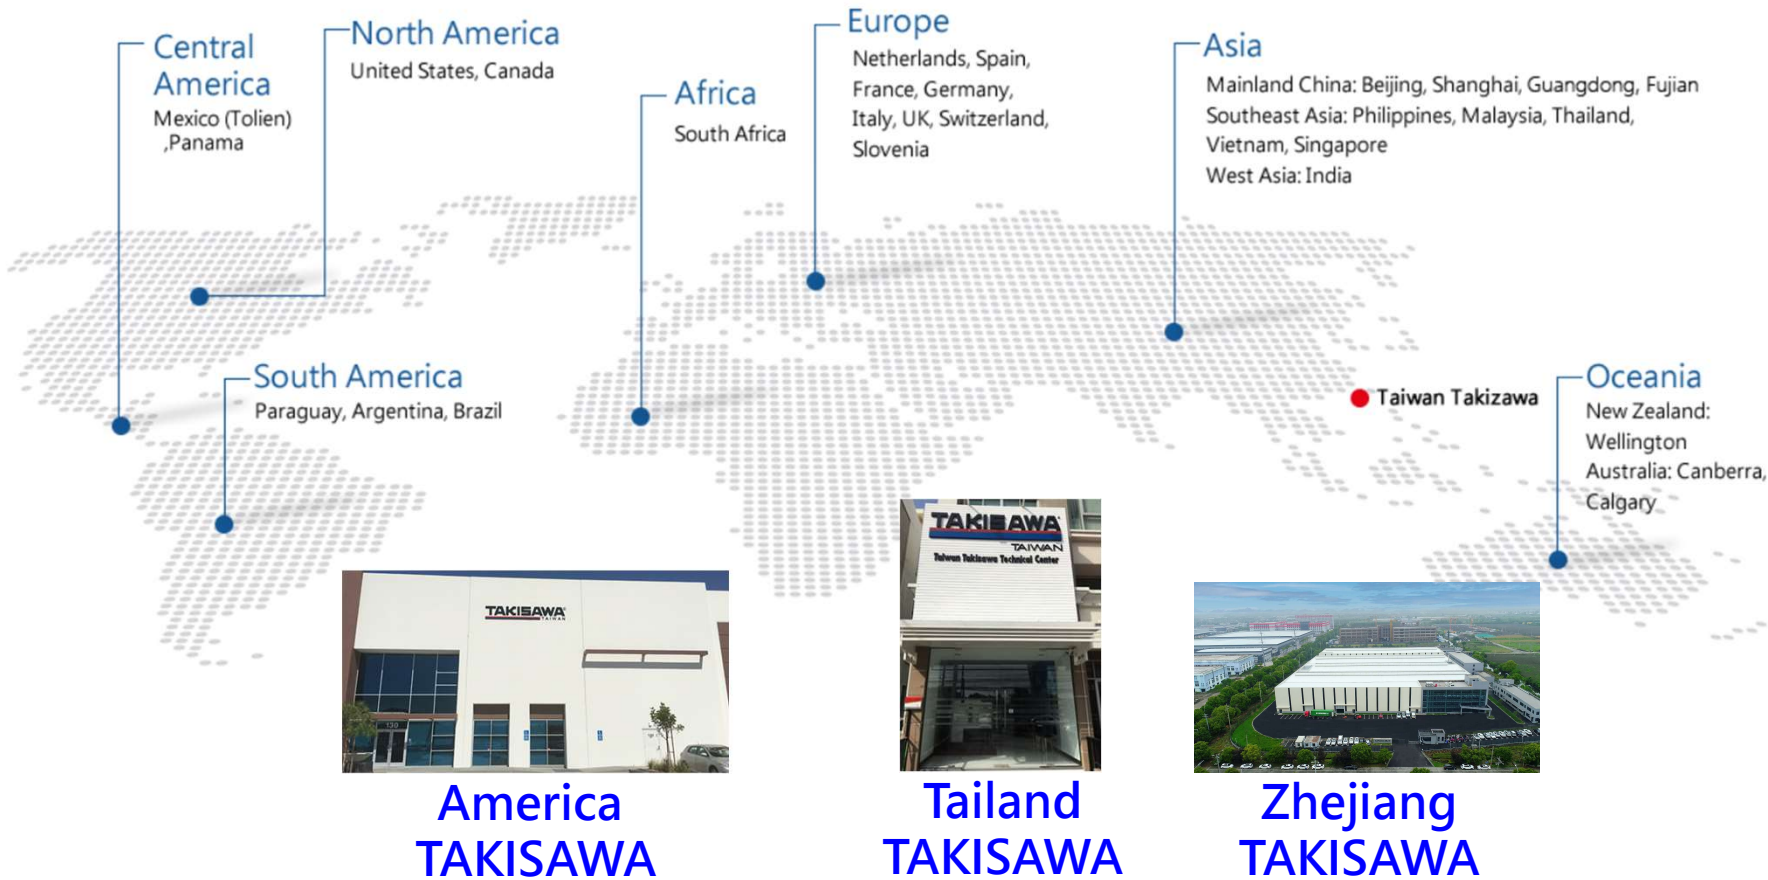 Central
America
Mexico (Tolien)
,Panama
North America
United States, Canada
Africa
South Africa
Europe
Netherlands, Spain,
France, Germany,
Italy, UK, Switzerland,
Slovenia
Asia
Mainland China: Beijing, Shanghai, Guangdong, Fujian
Southeast Asia: Philippines, Malaysia, Thailand,
Vietnam, Singapore
West Asia: India
South America
Paraguay, Argentina, Brazil
Taiwan Takizawa
Oceania
New Zealand:
Wellington
Australia: Canberra,
Calgary
TAKISAWA
TAIWAN
130
TAKISAWA
TAIWAN
Taiwan Takisawa Technical Center
America
TAKISAWA
Tailand
TAKISAWA
Zhejiang
TAKISAWA